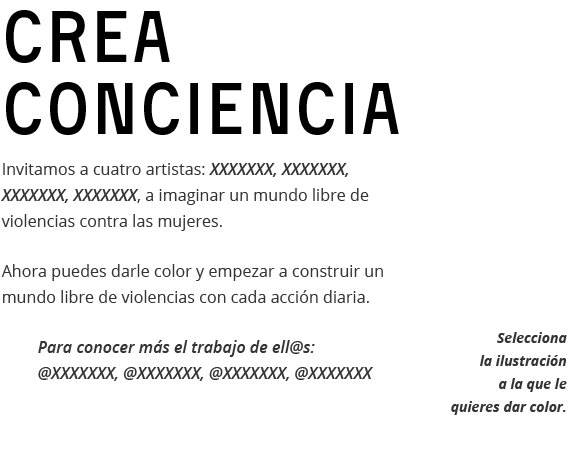 CREA
CONCIENCIA
Invitamos a cuatro artistas: XXXXXXX, XXXXXXX,
XXXXXXX, XXXXXXX, a imaginar un mundo libre de
violencias contra las mujeres.
Ahora puedes darle color y empezar a construir un
mundo libre de violencias con cada acción diaria.
Para conocer más el trabajo de ell@s:
@XXXXXXX, @XXXXXXX, @XXXXXXX, @XXXXXXX
Selecciona
la ilustración
a la que le
quieres dar color.